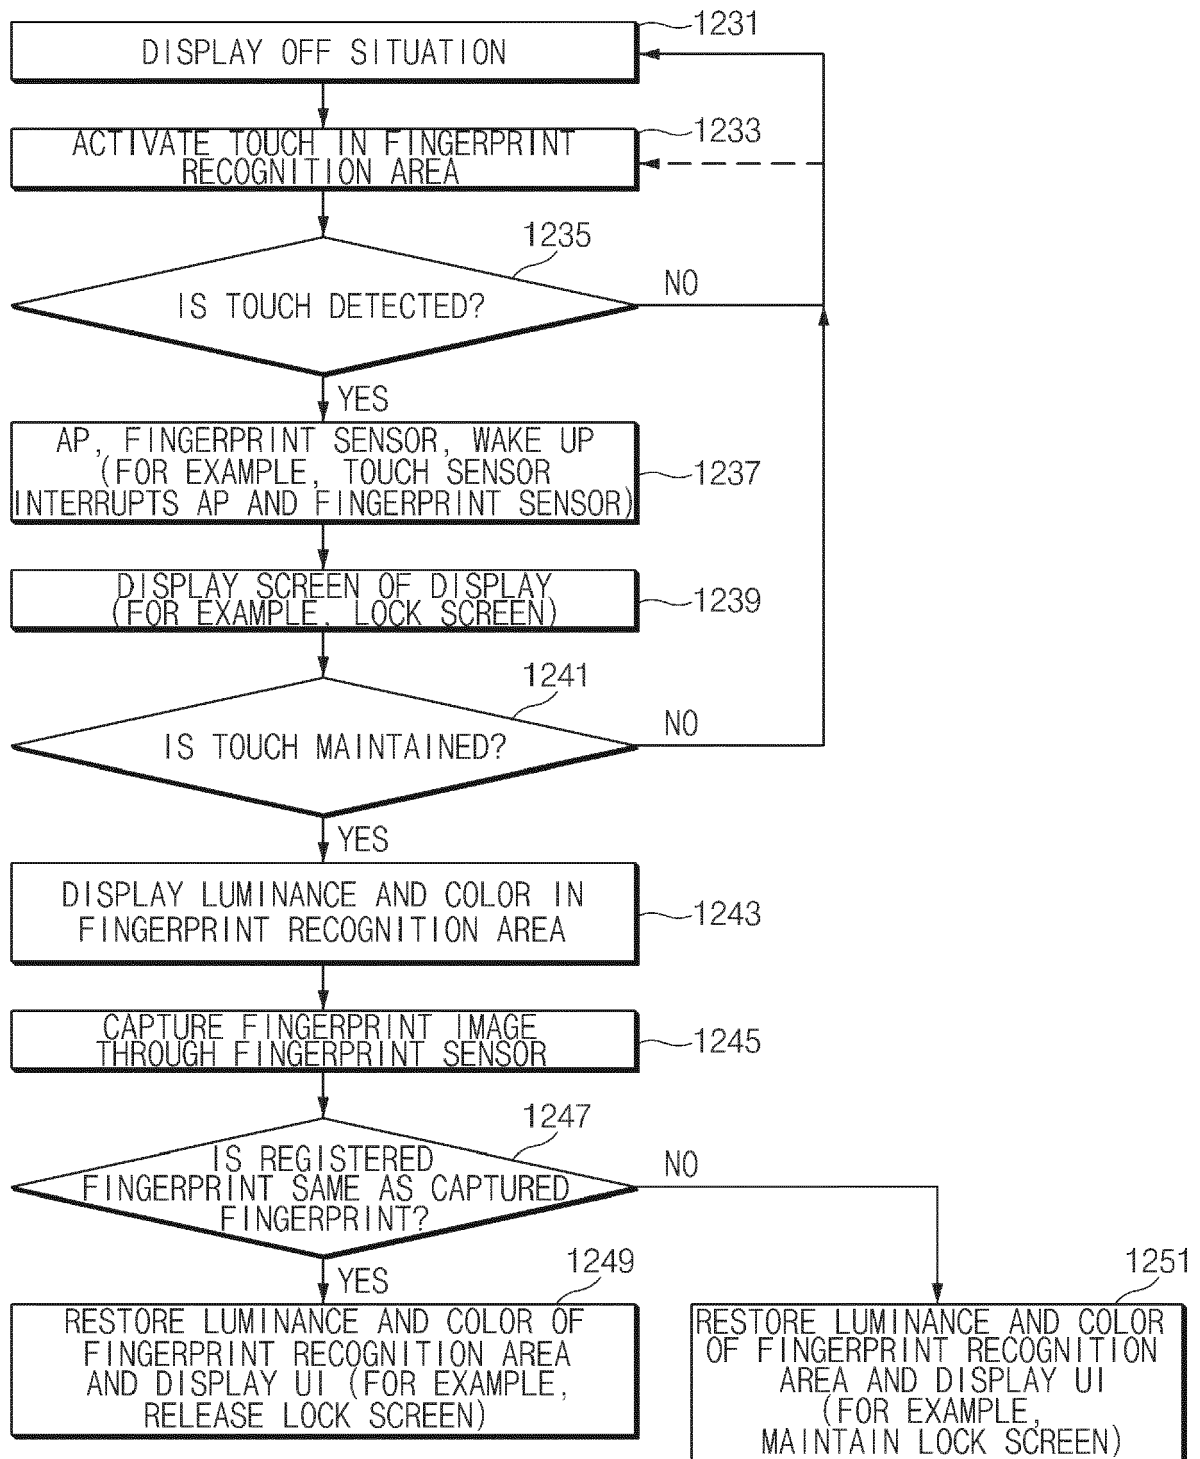 1231
DISPLAY OFF SITUATION
1233
ACTIVATE TOUCH IN FINGERPRINT
RECOGNITION AREA
1235
IS TOUCH DETECTED?
NO
YES
AP, FINGERPRINT SENSOR, WAKE UP
(FOR EXAMPLE, TOUCH SENSOR
INTERRUPTS AP AND FINGERPRINT SENSOR)
1237
DISPLAY SCREEN OF DISPLAY
(FOR EXAMPLE, LOCK SCREEN)
1239
1241
IS TOUCH MAINTAINED?
NO
YES
DISPLAY LUMINANCE AND COLOR IN
FINGERPRINT RECOGNITION AREA
1243
CAPTURE FINGERPRINT IMAGE
THROUGH FINGERPRINT SENSOR
1245
1247
IS REGISTERED
FINGERPRINT SAME AS CAPTURED
FINGERPRINT?
NO
YES
1249
RESTORE LUMINANCE AND COLOR OF
FINGERPRINT RECOGNITION AREA
AND DISPLAY UI (FOR EXAMPLE,
RELEASE LOCK SCREEN)
1251
RESTORE LUMINANCE AND COLOR
OF FINGERPRINT RECOGNITION
AREA AND DISPLAY UI
(FOR EXAMPLE,
MAINTAIN LOCK SCREEN)